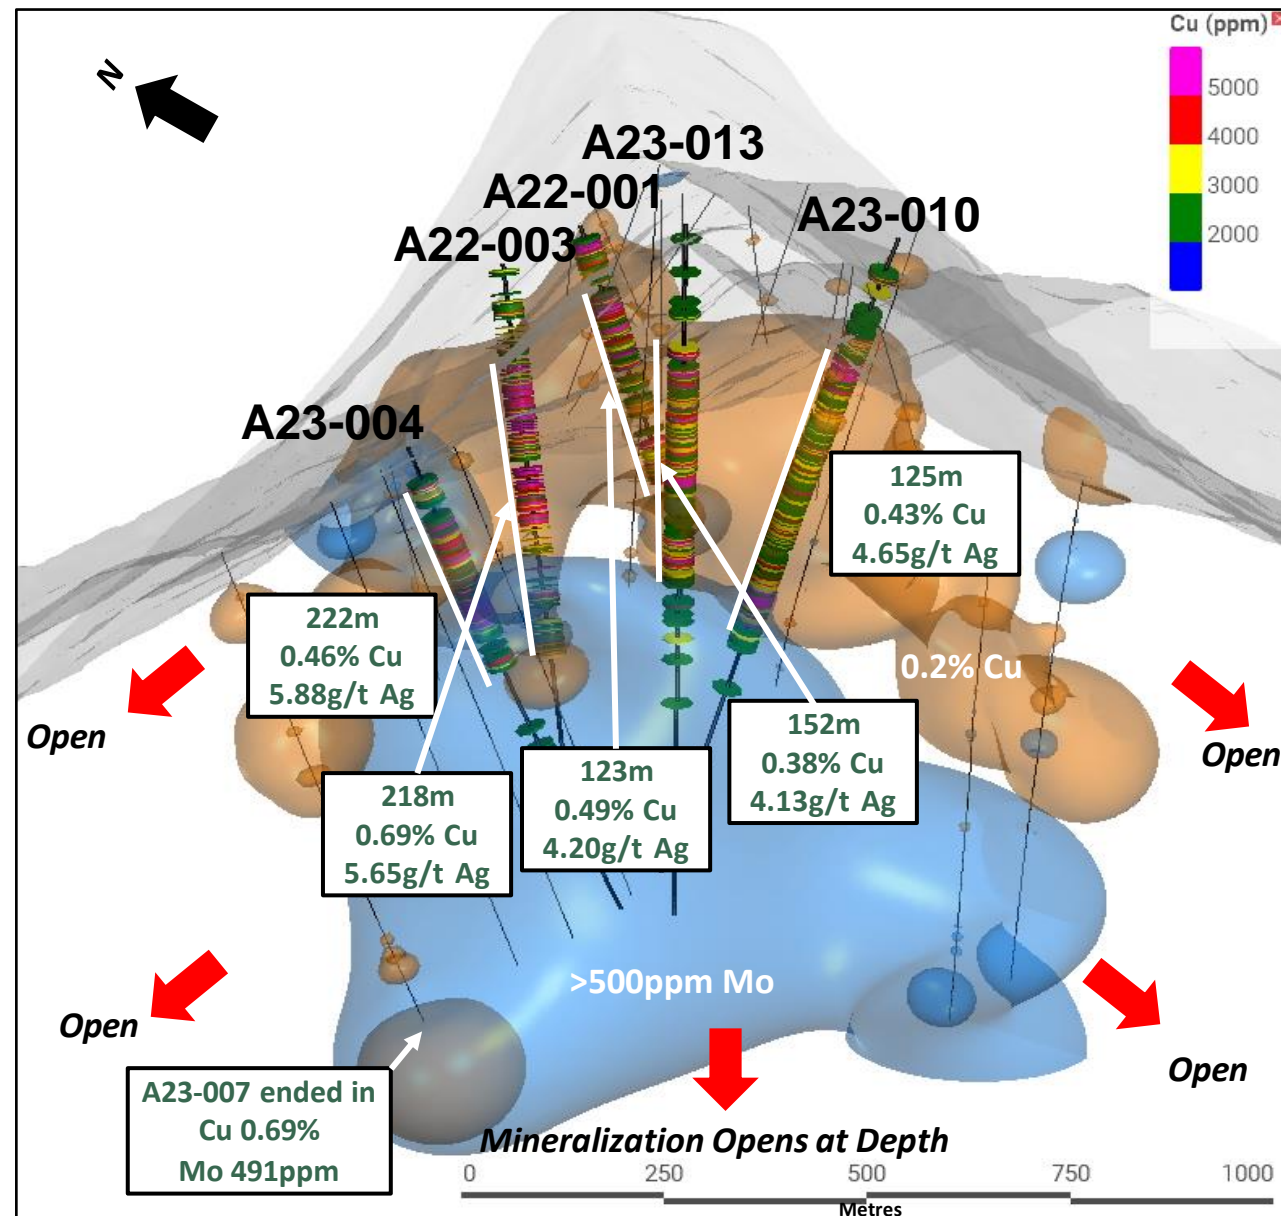 Cu (ppm)
5000
4000
3000
2000
N
A23-013
A22-001
A22-003
A23-010
A23-004
125m
0.43% Cu
4.65g/t Ag
222m
0.46% Cu
5.88g/t Ag
0.2% Cu
Open
Open
152m
0.38% Cu
4.13g/t Ag
123m
0.49% Cu
4.20g/t Ag
218m
0.69% Cu
5.65g/t Ag
>500ppm Mo
Open
Open
A23-007 ended in
Cu 0.69%
Mo 491ppm
Mineralization Opens at Depth
0 250 500 750 1000
Metres